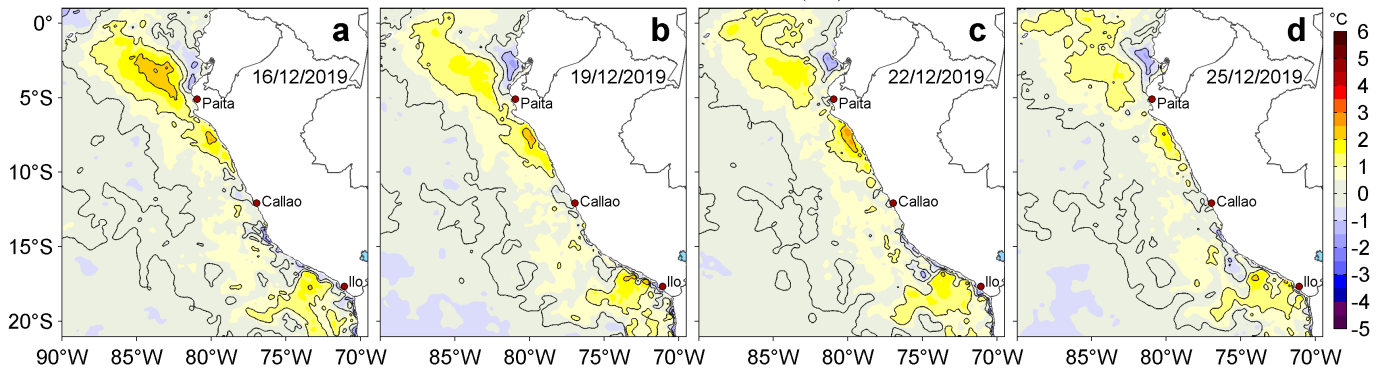 a
b
c
d
°C
16/12/2019
19/12/2019
22/12/2019
25/12/2019
0°
5°S
10°S
15°S
20°S
Paita
Callao
Ilo
Paita
Callao
Ilo
Paita
Callao
Ilo
Paita
Callao
Ilo
90°W 85°W 80°W 75°W 70°W
85°W 80°W 75°W 70°W
85°W 80°W 75°W 70°W
85°W 80°W 75°W 70°W
6
5
4
3
2
1
0
-1
-2
-3
-4
-5